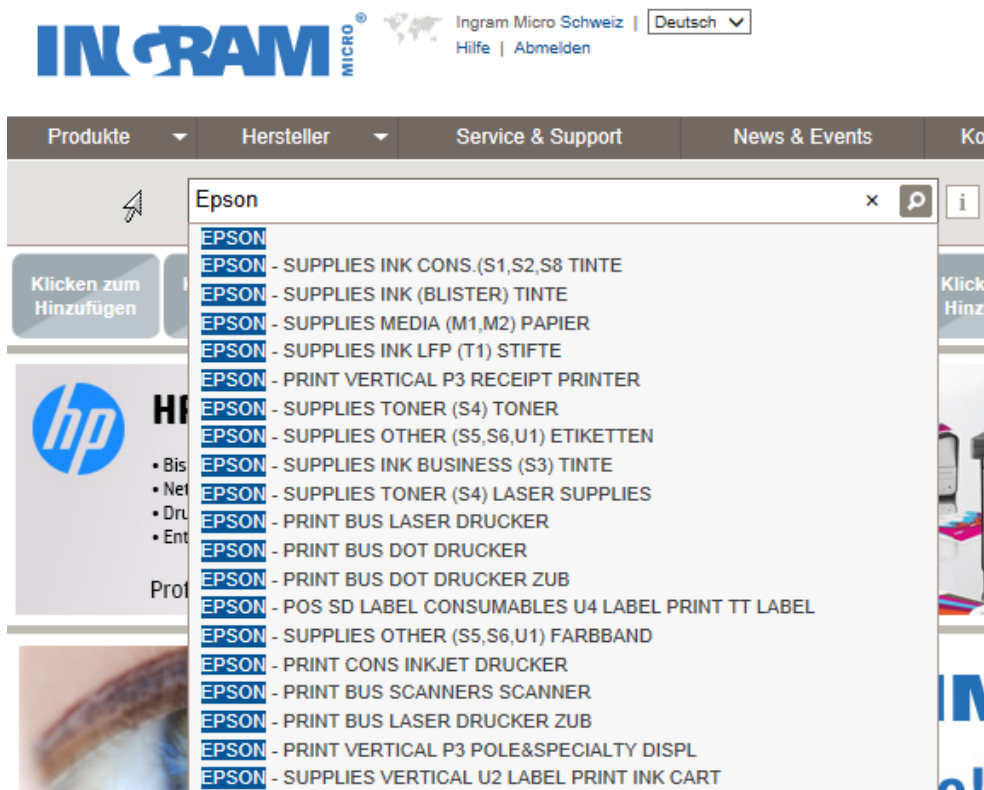 INGRAM MICRO®
Ingram Micro Schweiz | Deutsch
Hilfe | Abmelden
Produkte Hersteller Service & Support News & Events
Epson × i
EPSON
EPSON - SUPPLIES INK CONS.(S1,S2,S8 TINTE
EPSON - SUPPLIES INK (BLISTER) TINTE
EPSON - SUPPLIES MEDIA (M1,M2) PAPIER
EPSON - SUPPLIES INK LFP (T1) STIFTE
EPSON - PRINT VERTICAL P3 RECEIPT PRINTER
EPSON - SUPPLIES TONER (S4) TONER
EPSON - SUPPLIES OTHER (S5,S6,U1) ETIKETTEN
EPSON - SUPPLIES INK BUSINESS (S3) TINTE
EPSON - SUPPLIES TONER (S4) LASER SUPPLIES
EPSON - PRINT BUS LASER DRUCKER
EPSON - PRINT BUS DOT DRUCKER
EPSON - PRINT BUS DOT DRUCKER ZUB
EPSON - POS SD LABEL CONSUMABLES U4 LABEL PRINT TT LABEL
EPSON - SUPPLIES OTHER (S5,S6,U1) FARBBAND
EPSON - PRINT CONS INKJET DRUCKER
EPSON - PRINT BUS SCANNERS SCANNER
EPSON - PRINT BUS LASER DRUCKER ZUB
EPSON - PRINT VERTICAL P3 POLE&SPECIALTY DISPL
EPSON - SUPPLIES VERTICAL U2 LABEL PRINT INK CART
Klicken zum
Hinzufügen
hp
• Bis
• Net
• Dru
• Ent
Prof